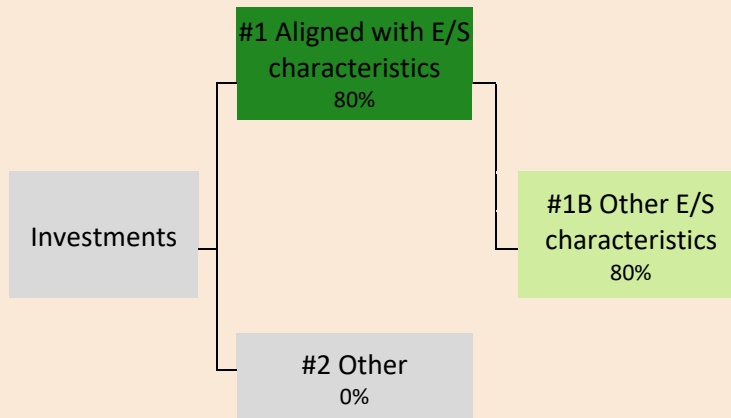 #1 Aligned with E/S
characteristics
80%
Investments
#1B Other E/S
characteristics
80%
#2 Other
0%